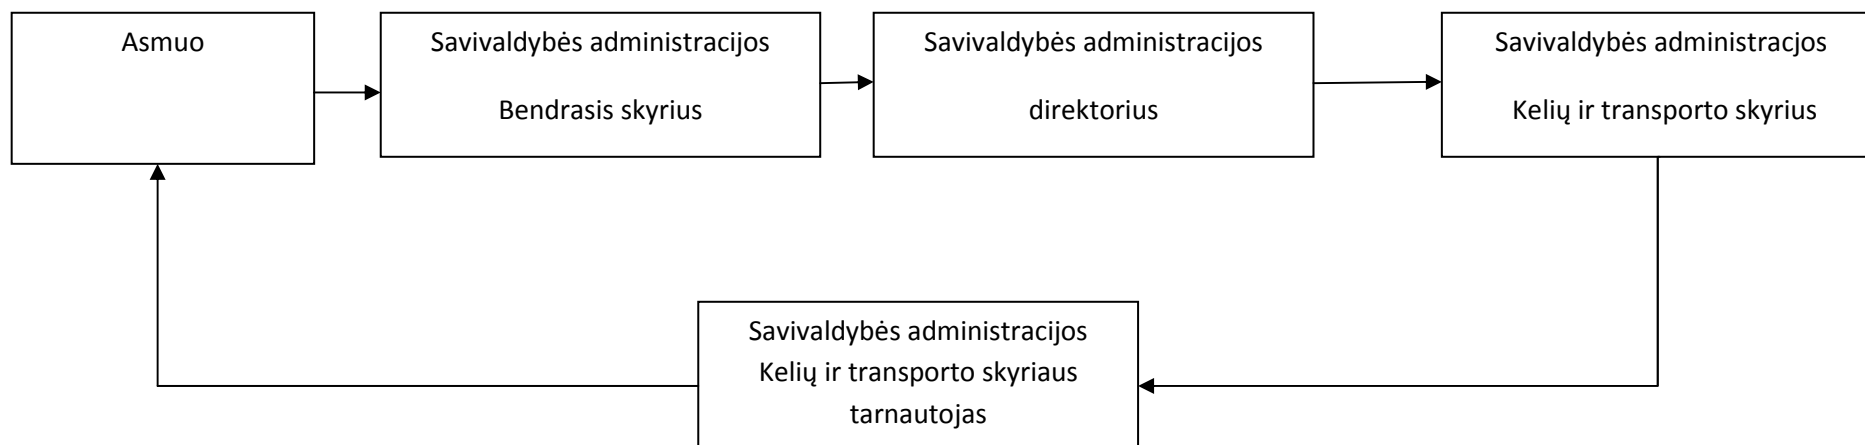 Asmuo
Savivaldybės administracijos
Bendrasis skyrius
Savivaldybės administracijos
direktorius
Savivaldybės administracjos
Kelių ir transporto skyrius
Savivaldybės administracijos
Kelių ir transporto skyriaus
tarnautojas